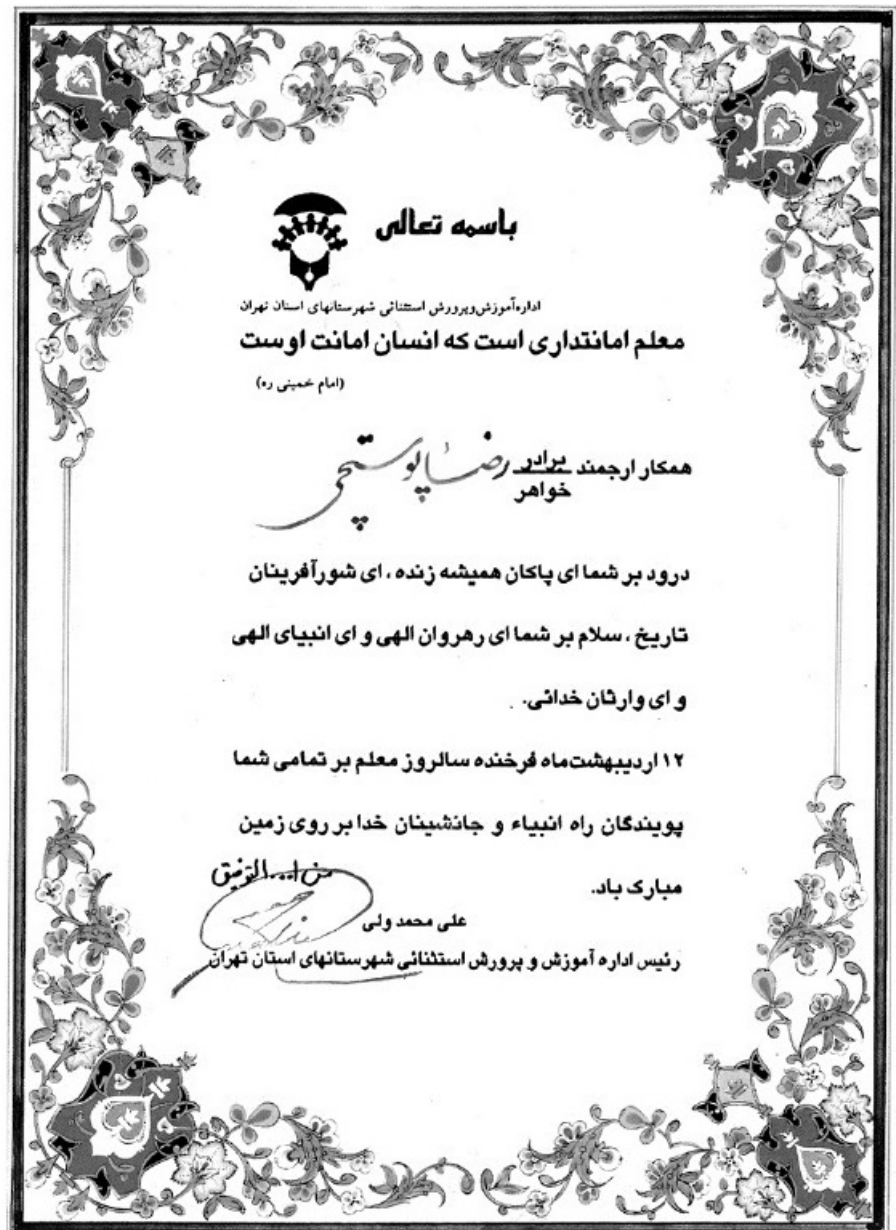 باسمه تعالی
اداره آموزش و پرورش استثنائی شهرستانهای استان تهران
معلم امانتداری است که انسان امانت اوست
(امام خمینی ره)
همکار ارجمند برادر رضا پوستچی
خواهر
درود بر شما ای پاکان همیشه زنده ، ای شورآفرینان
تاریخ ، سلام بر شما ای رهروان الهی و ای انبیای الهی
و ای وارثان خدائی.
۱۲ اردیبهشت‌ماه فرخنده سالروز معلم بر تمامی شما
پویندگان راه انبیاء و جانشینان خدا بر روی زمین
مبارک باد.
من ا... التوفیق
علی محمد ولی
رئیس اداره آموزش و پرورش استثنائی شهرستانهای استان تهران